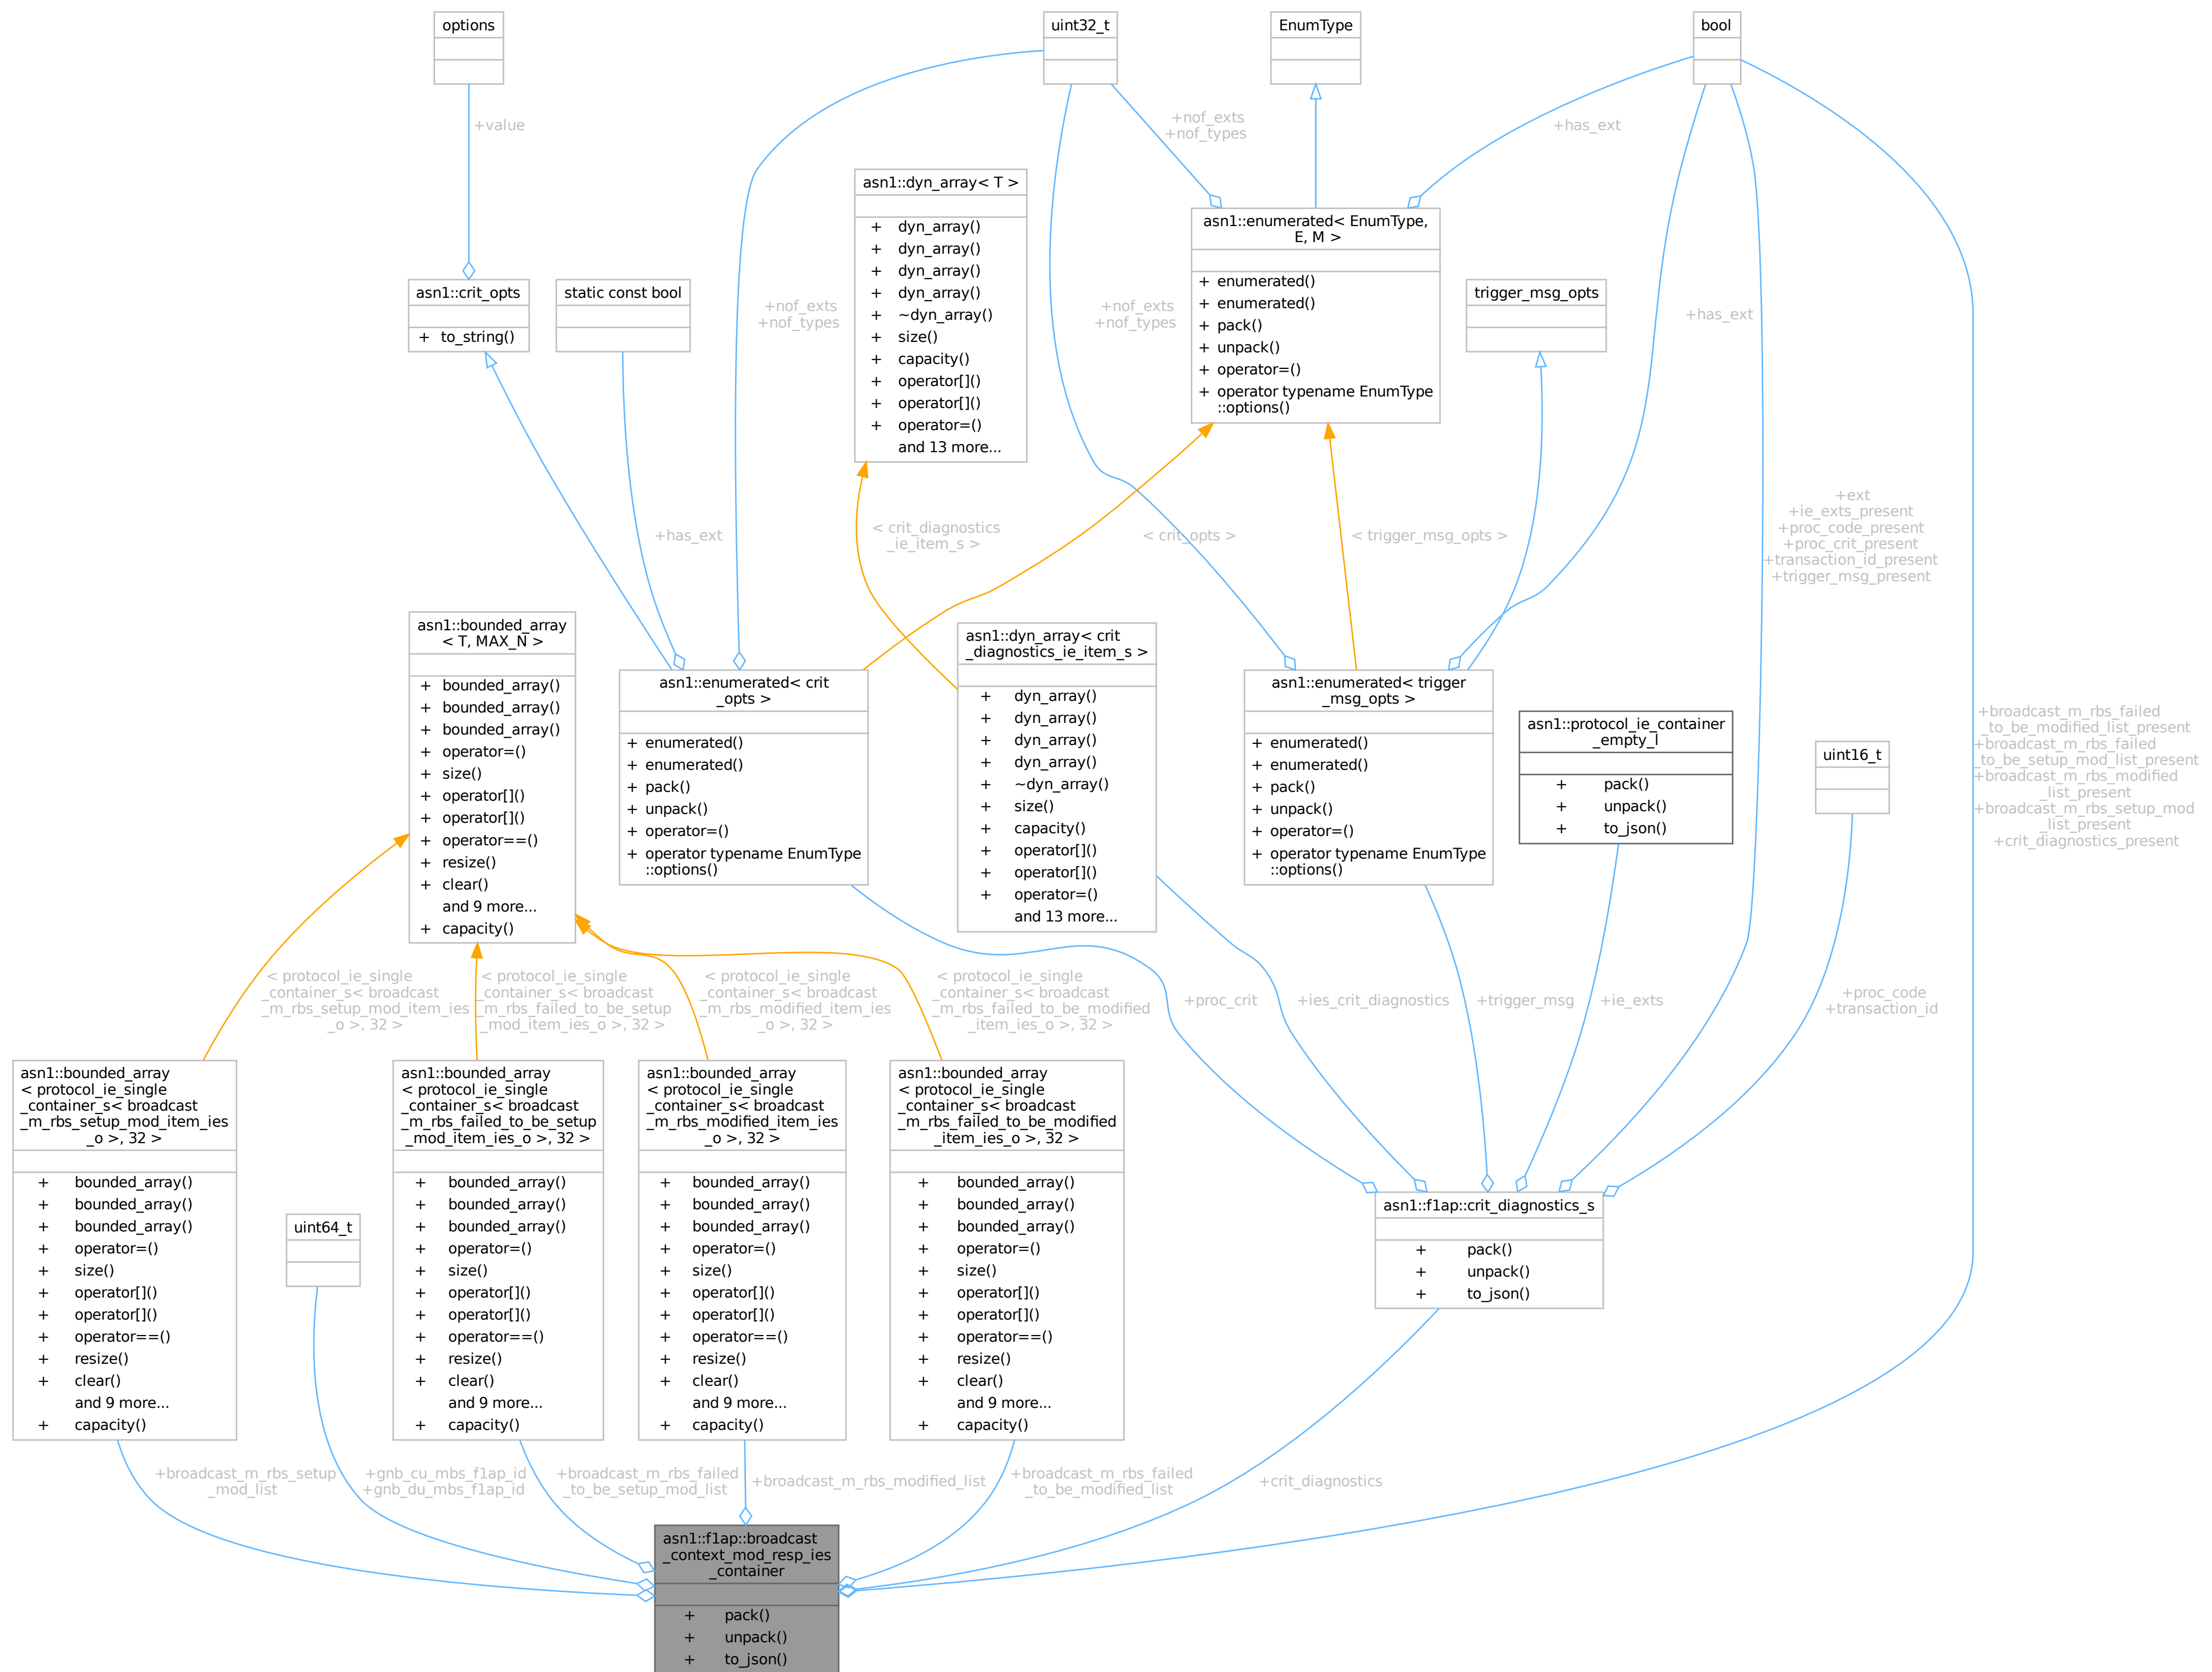 options
uint32_t
EnumType
bool
+value
+nof_exts
+nof_types
+has_ext
asn1::dyn_array< T >
+ dyn_array()
+ dyn_array()
+ dyn_array()
+ dyn_array()
+ ~dyn_array()
+ size()
+ capacity()
+ operator[]()
+ operator[]()
+ operator=()
and 13 more...
asn1::enumerated< EnumType,
E, M >
+ enumerated()
+ enumerated()
+ pack()
+ unpack()
+ operator=()
+ operator typename EnumType
::options()
asn1::crit_opts
+ to_string()
static const bool
trigger_msg_opts
+nof_exts
+nof_types
+nof_exts
+nof_types
+has_ext
+has_ext
< crit_diagnostics
_ie_item_s >
< crit_opts >
< trigger_msg_opts >
+ext
+ie_exts_present
+proc_code_present
+proc_crit_present
+transaction_id_present
+trigger_msg_present
asn1::bounded_array
< T, MAX_N >
+ bounded_array()
+ bounded_array()
+ bounded_array()
+ operator=()
+ size()
+ operator[]()
+ operator[]()
+ operator==()
+ resize()
+ clear()
and 9 more...
+ capacity()
asn1::enumerated< crit
_opts >
+ enumerated()
+ enumerated()
+ pack()
+ unpack()
+ operator=()
+ operator typename EnumType
::options()
asn1::dyn_array< crit
_diagnostics_ie_item_s >
+ dyn_array()
+ dyn_array()
+ dyn_array()
+ dyn_array()
+ ~dyn_array()
+ size()
+ capacity()
+ operator[]()
+ operator[]()
+ operator=()
and 13 more...
asn1::enumerated< trigger
_msg_opts >
+ enumerated()
+ enumerated()
+ pack()
+ unpack()
+ operator=()
+ operator typename EnumType
::options()
asn1::protocol_ie_container
_empty_l
+ pack()
+ unpack()
+ to_json()
uint16_t
+broadcast_m_rbs_failed
_to_be_modified_list_present
+broadcast_m_rbs_failed
_to_be_setup_mod_list_present
+broadcast_m_rbs_modified
_list_present
+broadcast_m_rbs_setup_mod
_list_present
+crit_diagnostics_present
< protocol_ie_single
_container_s< broadcast
_m_rbs_setup_mod_item_ies
_o >, 32 >
< protocol_ie_single
_container_s< broadcast
_m_rbs_failed_to_be_setup
_mod_item_ies_o >, 32 >
< protocol_ie_single
_container_s< broadcast
_m_rbs_modified_item_ies
_o >, 32 >
< protocol_ie_single
_container_s< broadcast
_m_rbs_failed_to_be_modified
_item_ies_o >, 32 >
+proc_crit
+ies_crit_diagnostics
+trigger_msg
+ie_exts
+proc_code
+transaction_id
asn1::bounded_array
< protocol_ie_single
_container_s< broadcast
_m_rbs_setup_mod_item_ies
_o >, 32 >
+ bounded_array()
+ bounded_array()
+ bounded_array()
+ operator=()
+ size()
+ operator[]()
+ operator[]()
+ operator==()
+ resize()
+ clear()
and 9 more...
+ capacity()
uint64_t
asn1::bounded_array
< protocol_ie_single
_container_s< broadcast
_m_rbs_failed_to_be_setup
_mod_item_ies_o >, 32 >
+ bounded_array()
+ bounded_array()
+ bounded_array()
+ operator=()
+ size()
+ operator[]()
+ operator[]()
+ operator==()
+ resize()
+ clear()
and 9 more...
+ capacity()
asn1::bounded_array
< protocol_ie_single
_container_s< broadcast
_m_rbs_modified_item_ies
_o >, 32 >
+ bounded_array()
+ bounded_array()
+ bounded_array()
+ operator=()
+ size()
+ operator[]()
+ operator[]()
+ operator==()
+ resize()
+ clear()
and 9 more...
+ capacity()
asn1::bounded_array
< protocol_ie_single
_container_s< broadcast
_m_rbs_failed_to_be_modified
_item_ies_o >, 32 >
+ bounded_array()
+ bounded_array()
+ bounded_array()
+ operator=()
+ size()
+ operator[]()
+ operator[]()
+ operator==()
+ resize()
+ clear()
and 9 more...
+ capacity()
asn1::f1ap::crit_diagnostics_s
+ pack()
+ unpack()
+ to_json()
+broadcast_m_rbs_setup
_mod_list
+gnb_cu_mbs_f1ap_id
+gnb_du_mbs_f1ap_id
+broadcast_m_rbs_failed
_to_be_setup_mod_list
+broadcast_m_rbs_modified_list
+broadcast_m_rbs_failed
_to_be_modified_list
+crit_diagnostics
asn1::f1ap::broadcast
_context_mod_resp_ies
_container
+ pack()
+ unpack()
+ to_json()